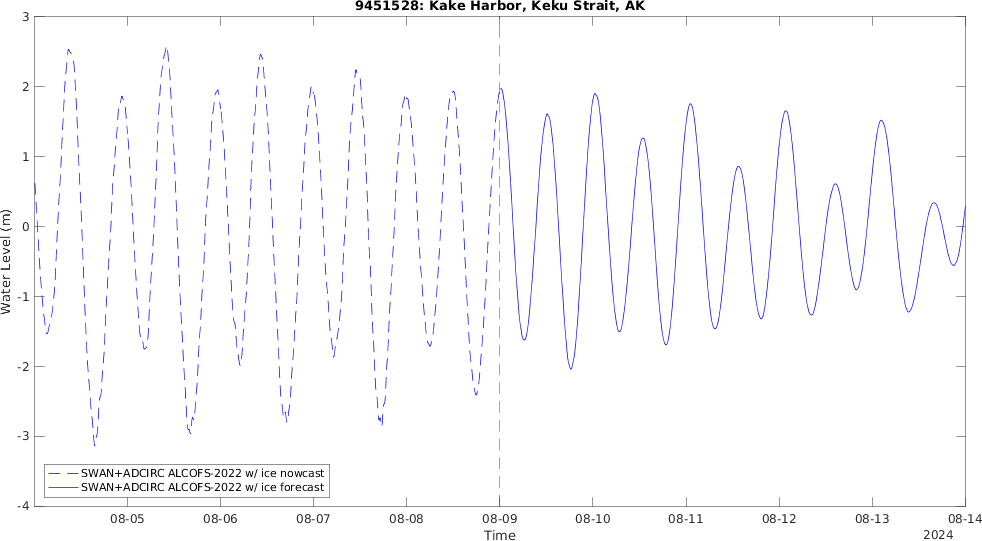 9451528: Kake Harbor, Keku Strait, AK
3
2
1
0
-1
-2
-3
-4
Water Level (m)
SWAN+ADCIRC ALCOFS-2022 w/ ice nowcast
SWAN+ADCIRC ALCOFS-2022 w/ ice forecast
08-05 08-06 08-07 08-08 08-09 08-10 08-11 08-12 08-13 08-14
Time
2024